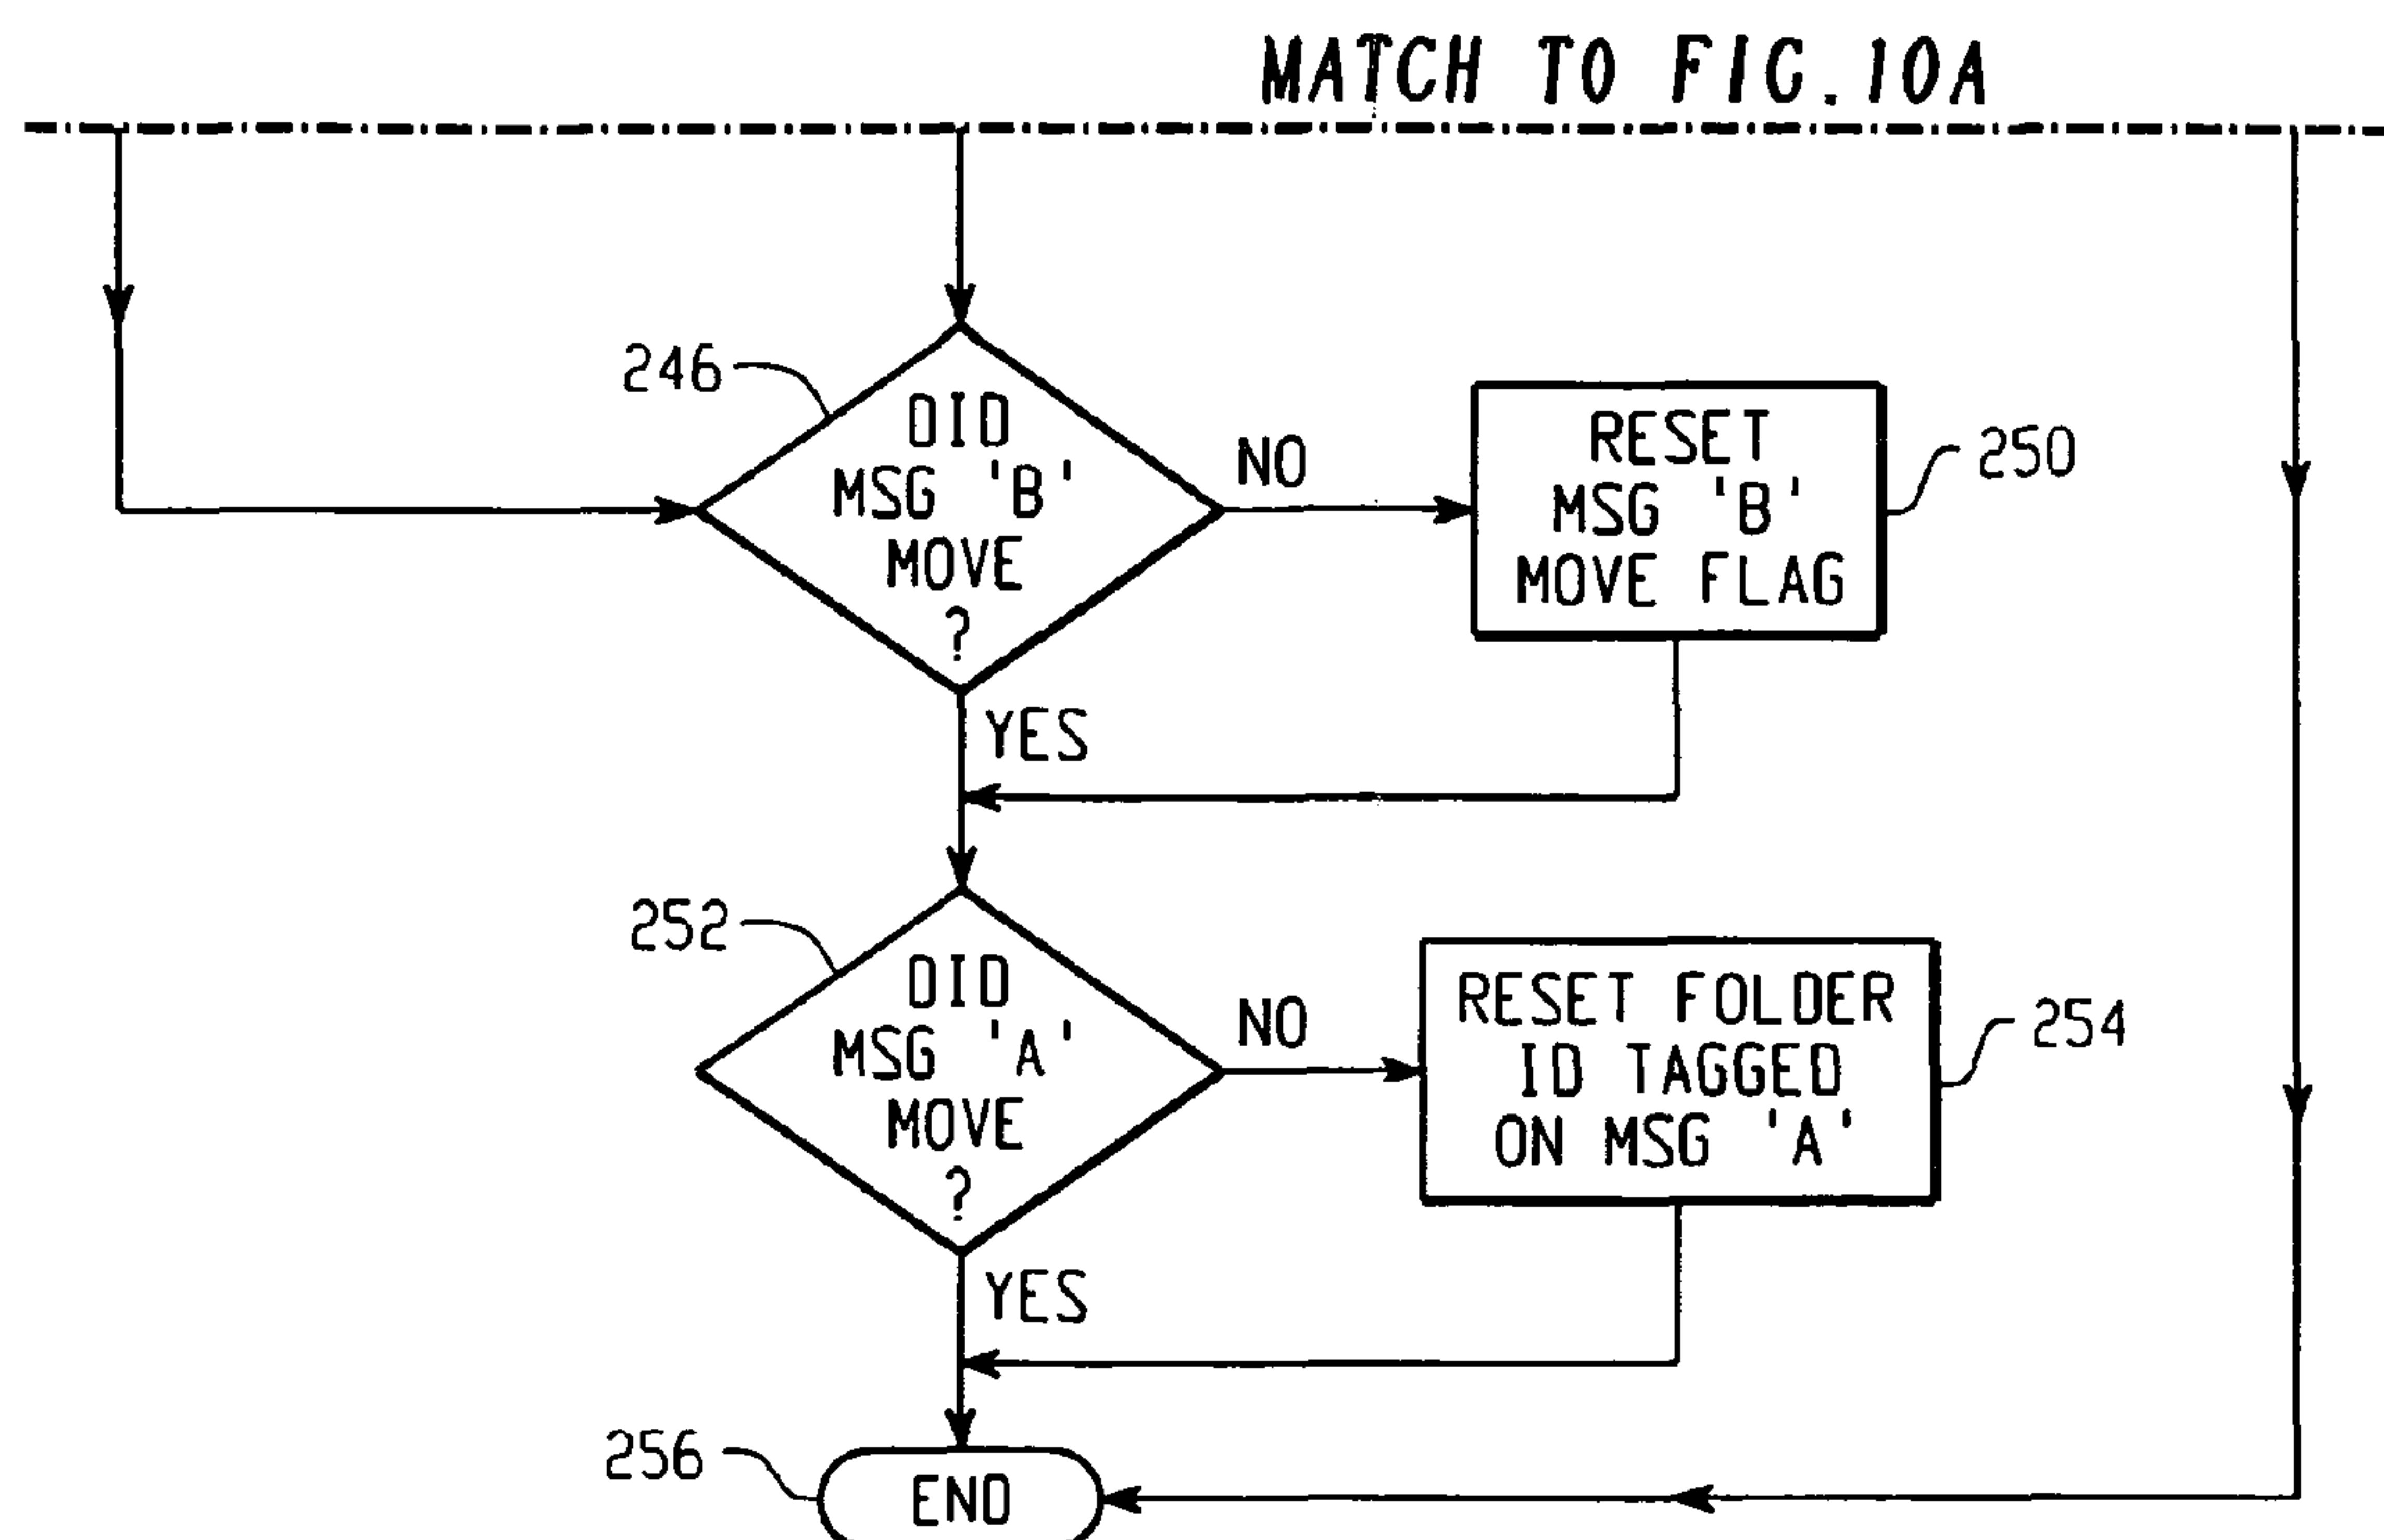 MATCH TO FIG. 10A
246
DID
MSG 'B'
MOVE
?
NO
RESET
MSG 'B'
MOVE FLAG
250
YES
252
DID
MSG 'A'
MOVE
?
NO
RESET FOLDER
ID TAGGED
ON MSG 'A'
254
YES
256
END